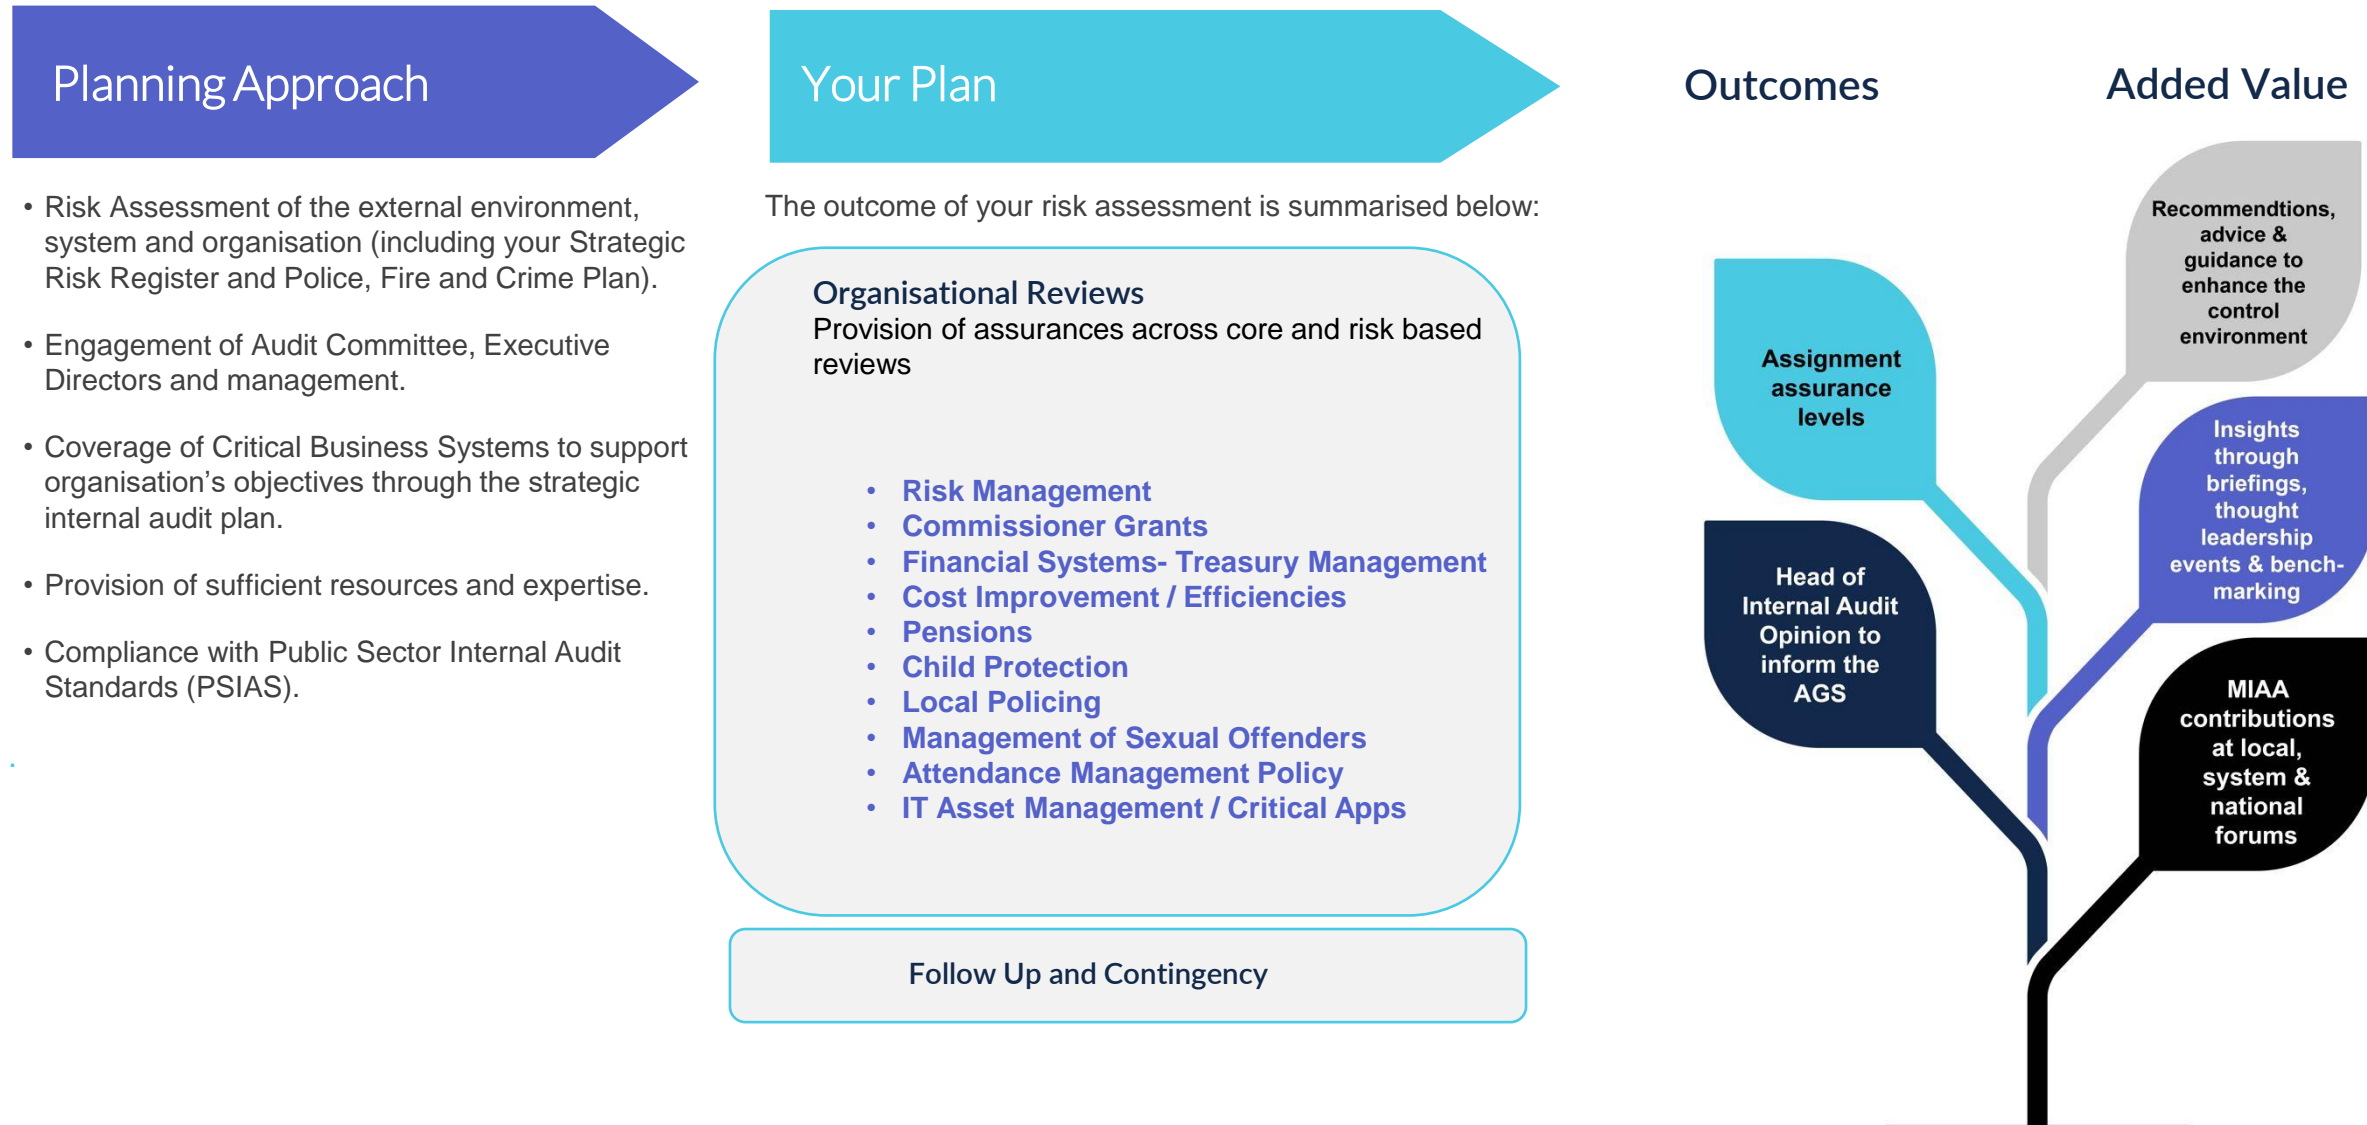 Planning Approach
• Risk Assessment of the external environment,
system and organisation (including your Strategic
Risk Register and Police, Fire and Crime Plan).
• Engagement of Audit Committee, Executive
Directors and management.
• Coverage of Critical Business Systems to support
organisation's objectives through the strategic
internal audit plan.
• Provision of sufficient resources and expertise.
• Compliance with Public Sector Internal Audit
Standards (PSIAS).
.
Your Plan
The outcome of your risk assessment is summarised below:
Organisational Reviews
Provision of assurances across core and risk based
reviews
• Risk Management
• Commissioner Grants
• Financial Systems- Treasury Management
• Cost Improvement / Efficiencies
• Pensions
• Child Protection
• Local Policing
• Management of Sexual Offenders
• Attendance Management Policy
• IT Asset Management / Critical Apps
Follow Up and Contingency
Outcomes
Assignment
assurance
levels
Head of
Internal Audit
Opinion to
inform the
AGS
Added Value
Recommendtions,
advice &
guidance to
enhance the
control
environment
Insights
through
briefings,
thought
leadership
events & bench-
marking
MIAA
contributions
at local,
system &
national
forums